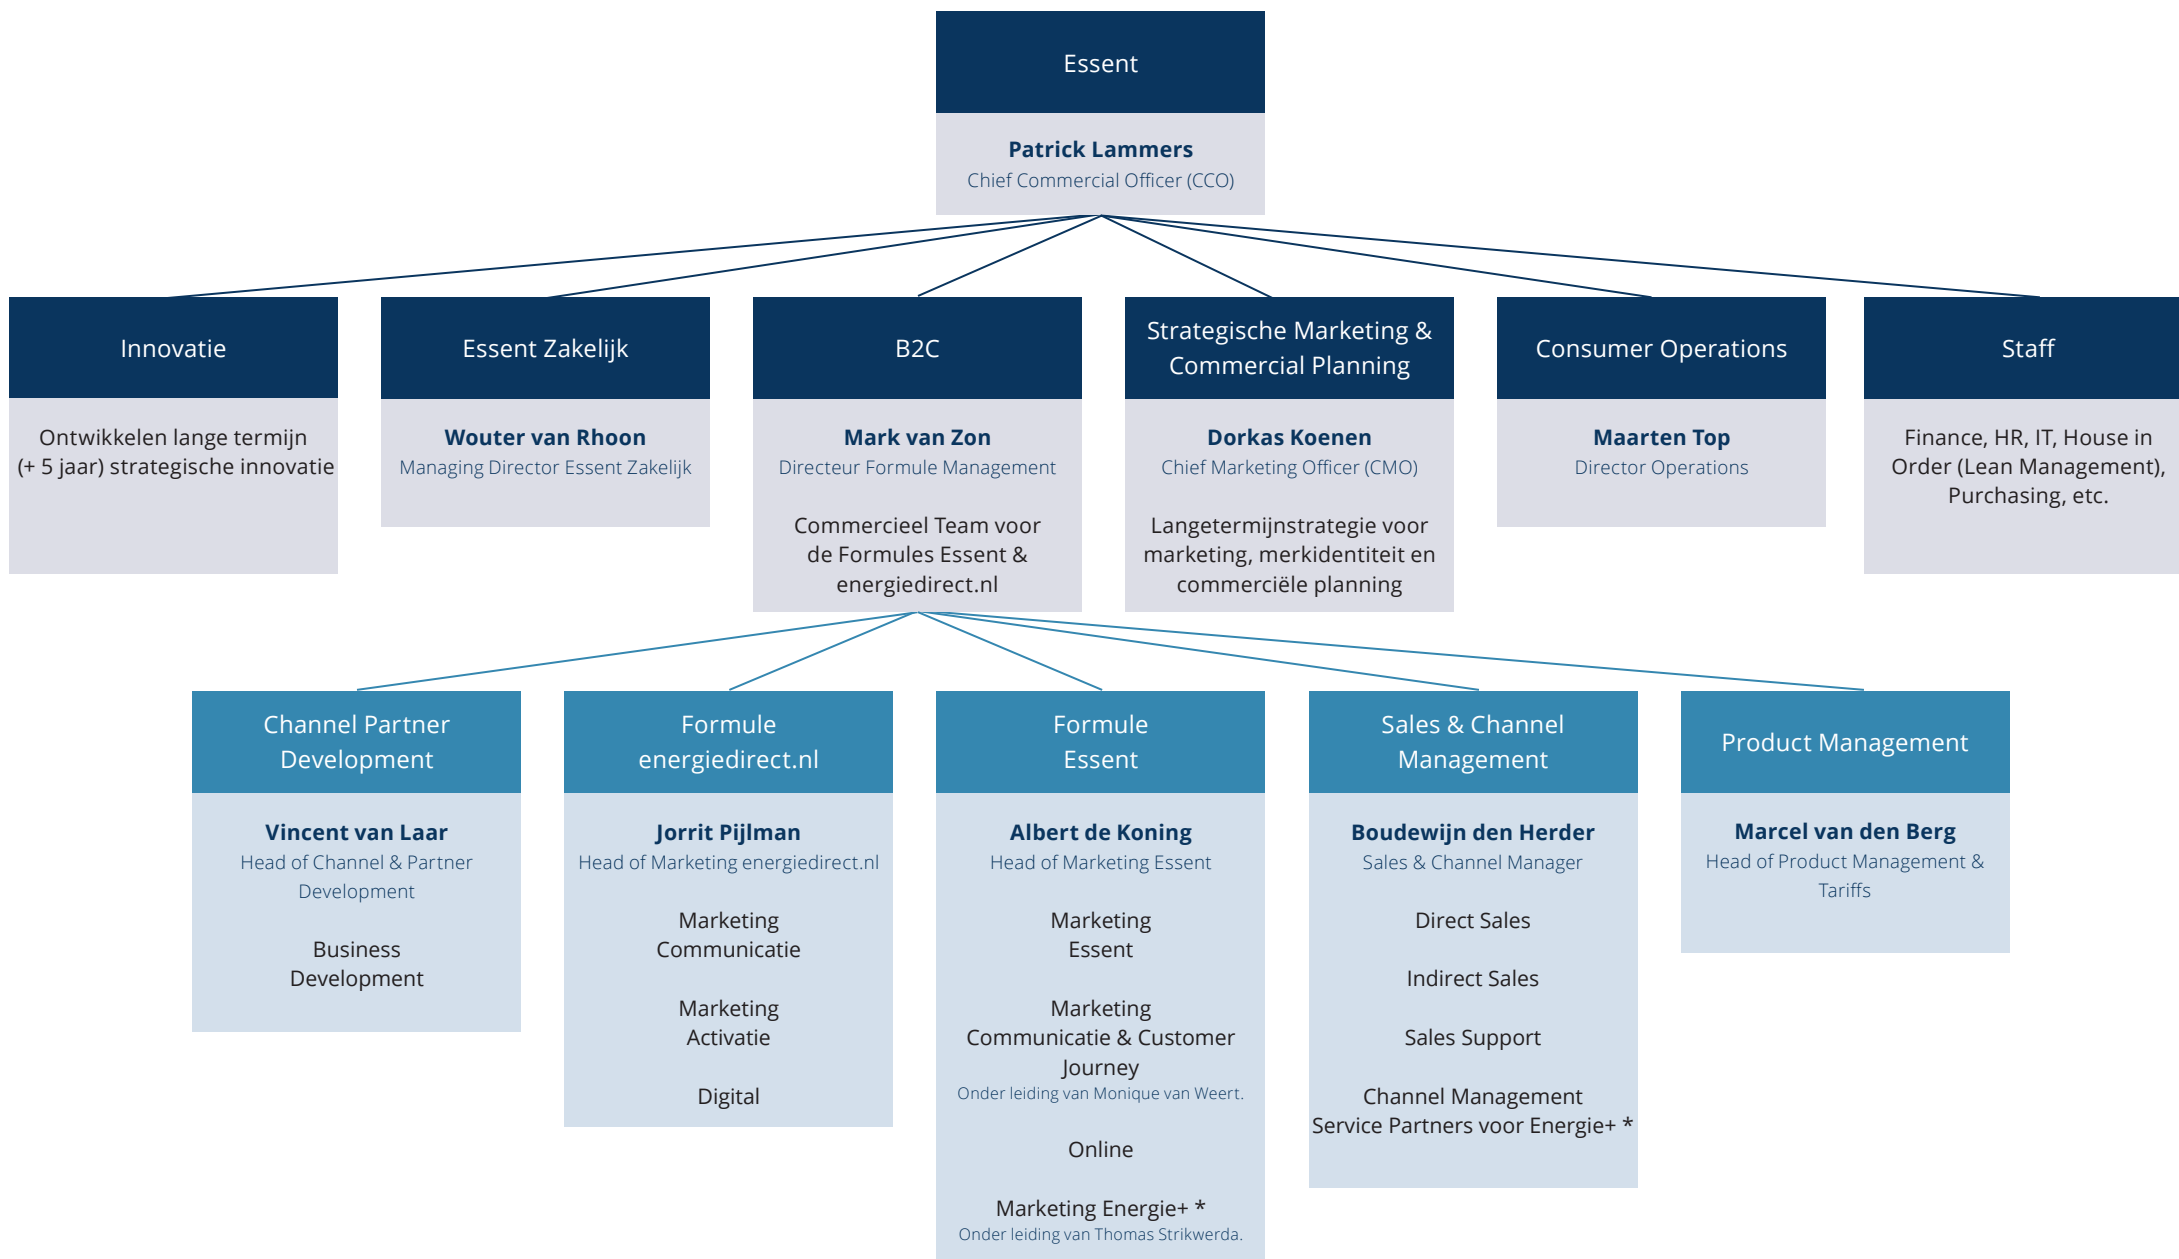 Essent
Patrick Lammers
Chief Commercial Officer (CCO)
Innovatie
Ontwikkelen lange termijn
(+ 5 jaar) strategische innovatie
Essent Zakelijk
Wouter van Rhoon
Managing Director Essent Zakelijk
B2C
Mark van Zon
Directeur Formule Management
Commercieel Team voor
de Formules Essent &
energiedirect.nl
Strategische Marketing &
Commercial Planning
Dorkas Koenen
Chief Marketing Officer (CMO)
Langetermijnstrategie voor
marketing, merkidentiteit en
commerciële planning
Consumer Operations
Maarten Top
Director Operations
Staff
Finance, HR, IT, House in
Order (Lean Management),
Purchasing, etc.
Channel Partner
Development
Vincent van Laar
Head of Channel & Partner
Development
Business
Development
Formule
energiedirect.nl
Jorrit Pijlman
Head of Marketing energiedirect.nl
Marketing
Communicatie
Marketing
Activatie
Digital
Formule
Essent
Albert de Koning
Head of Marketing Essent
Marketing
Essent
Marketing
Communicatie & Customer
Journey
Onder leiding van Monique van Weert.
Online
Marketing Energie+ *
Onder leiding van Thomas Strikwerda.
Sales & Channel
Management
Boudewijn den Herder
Sales & Channel Manager
Direct Sales
Indirect Sales
Sales Support
Channel Management
Service Partners voor Energie+ *
Product Management
Marcel van den Berg
Head of Product Management &
Tariffs